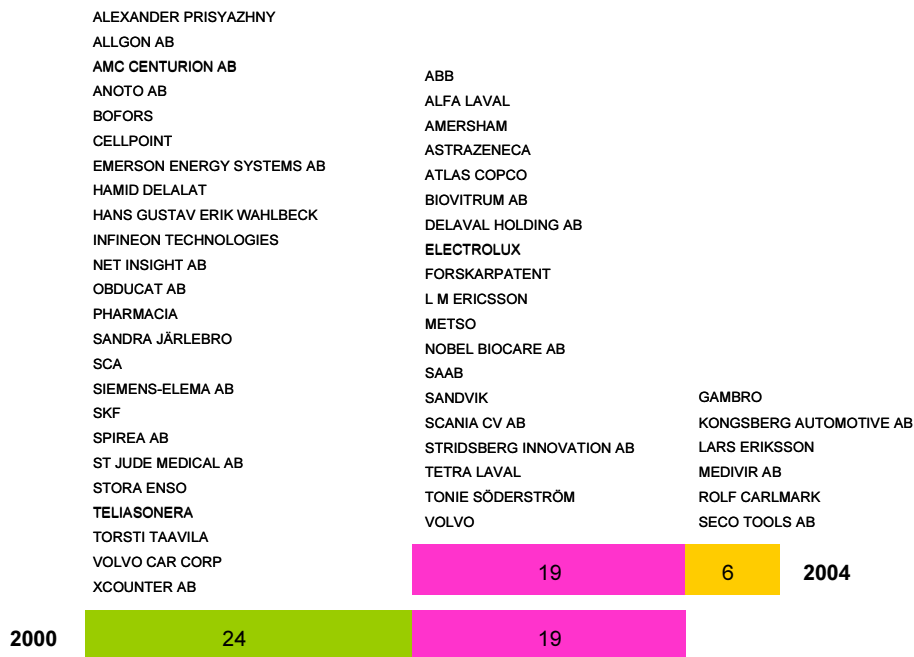 ALEXANDER PRISYAZHNY
ALLGON AB
AMC CENTURION AB
ANOTO AB
BOFORS
CELLPOINT
EMERSON ENERGY SYSTEMS AB
HAMID DELALAT
HANS GUSTAV ERIK WAHLBECK
INFINEON TECHNOLOGIES
NET INSIGHT AB
OBDUCAT AB
PHARMACIA
SANDRA JÄRLEBRO
SCA
SIEMENS-ELEMA AB
SKF
SPIREA AB
ST JUDE MEDICAL AB
STORA ENSO
TELIASONERA
TORSTI TAAVILA
VOLVO CAR CORP
XCOUNTER AB
ABB
ALFA LAVAL
AMERSHAM
ASTRAZENECA
ATLAS COPCO
BIOVITRUM AB
DELAVAL HOLDING AB
ELECTROLUX
FORSKARPATENT
L M ERICSSON
METSO
NOBEL BIOCARE AB
SAAB
SANDVIK
SCANIA CV AB
STRIDSBERG INNOVATION AB
TETRA LAVAL
TONIE SÖDERSTRÖM
VOLVO
GAMBRO
KONGSBERG AUTOMOTIVE AB
LARS ERIKSSON
MEDIVIR AB
ROLF CARLMARK
SECO TOOLS AB
19 6 2004
2000 24 19